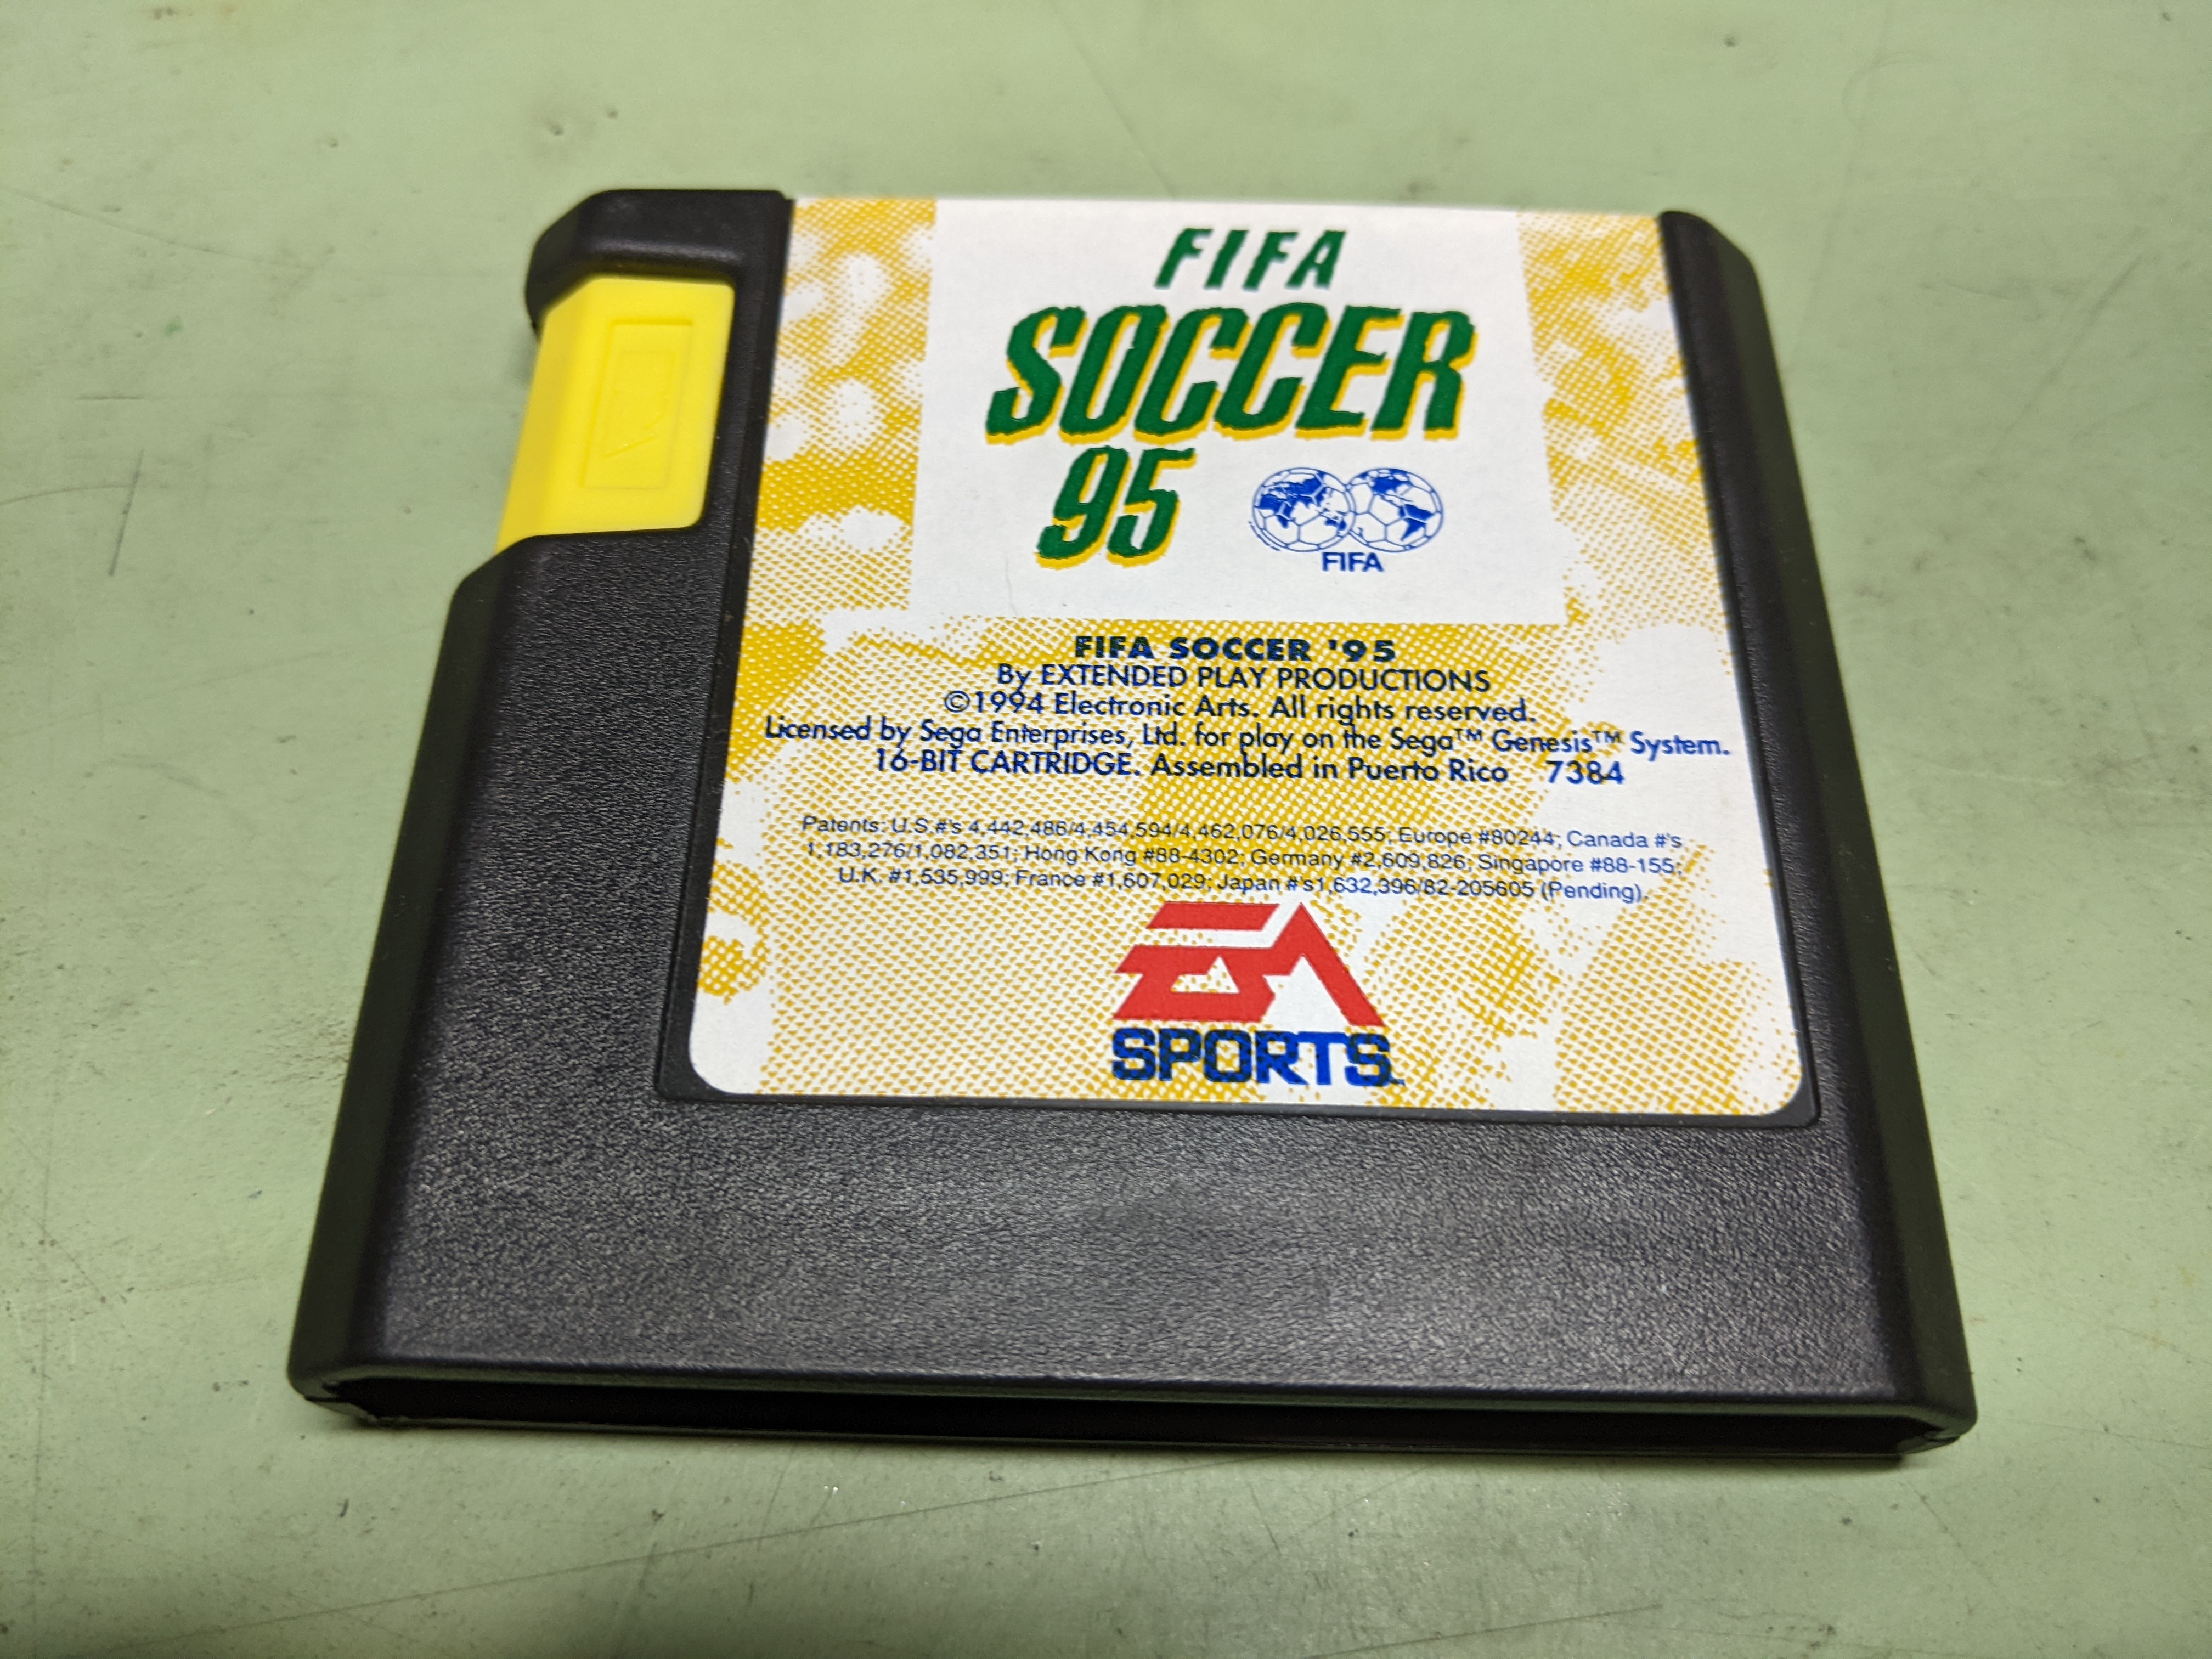 FIFA
SOCCER
95
FIFA
FIFA SOCCER '95
By EXTENDED PLAY PRODUCTIONS
©1994 Electronic Arts. All rights reserved.
Licensed by Sega Enterprises, Ltd. for play on the Sega™ Genesis™ System.
16-BIT CARTRIDGE. Assembled in Puerto Rico 7384
Patents: U.S.#'s 4,442,486/4,454,594/4,462,076/4,026,555; Europe #80244; Canada #'s
1,183,276/1,082,351; Hong Kong #88-4302; Germany #2,609,826; Singapore #88-155;
U.K. #1,535,999; France #1,607,029; Japan #'s1,632,396/82-205605 (Pending).
EA
SPORTS™